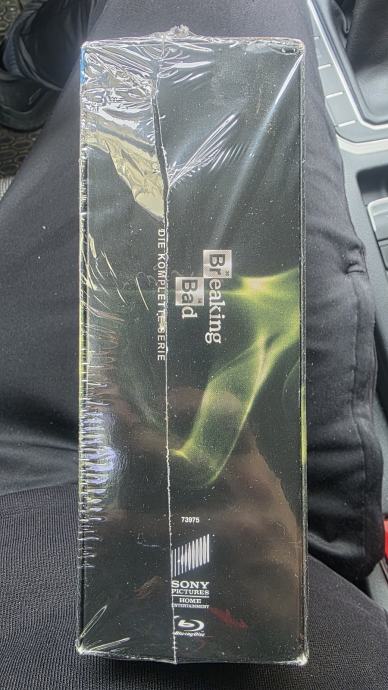 Breaking
Bad
DIE KOMPLETTE SERIE
73975
SONY
PICTURES
HOME
ENTERTAINMENT
Blu-ray Disc